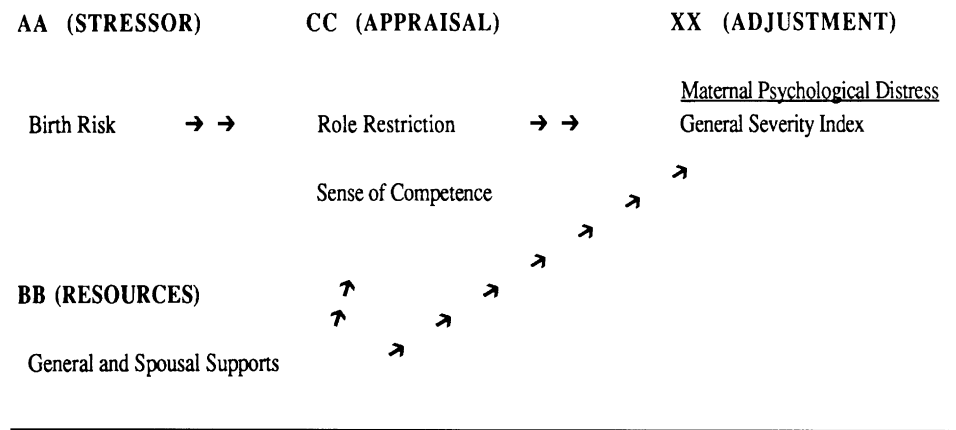 AA (STRESSOR) CC (APPRAISAL) XX (ADJUSTMENT)
Maternal Psychological Distress
Birth Risk → → Role Restriction → → General Severity Index
Sense of Competence
BB (RESOURCES)
General and Spousal Supports